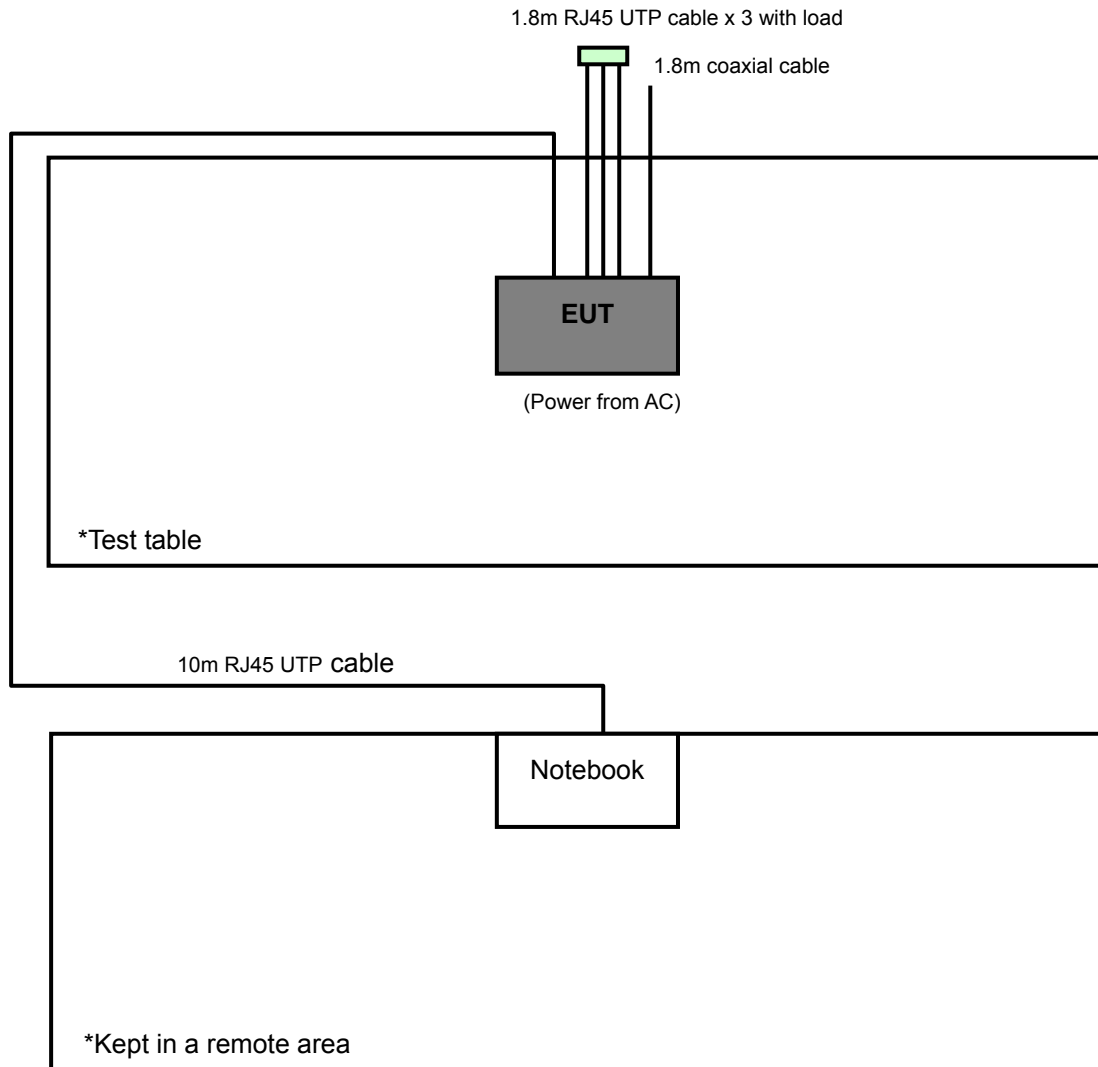 1.8m RJ45 UTP cable x 3 with load
1.8m coaxial cable
EUT
(Power from AC)
*Test table
10m RJ45 UTP cable
Notebook
*Kept in a remote area